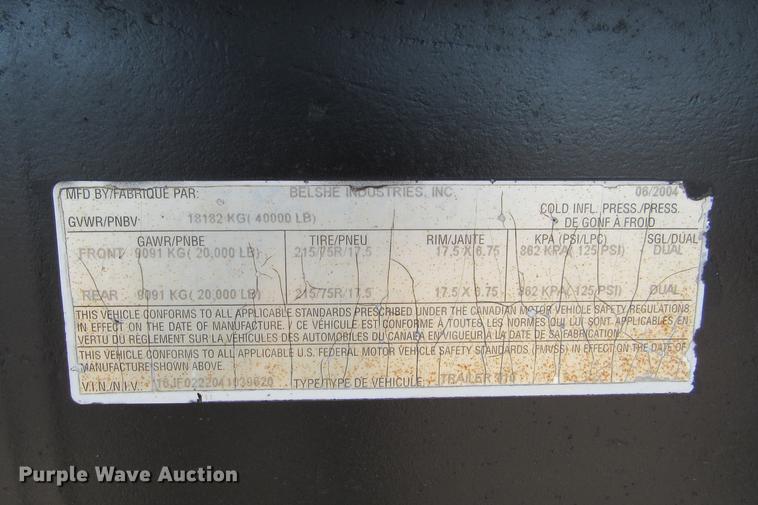 MFD BY/FABRIQUÉ PAR: BELSHE INDUSTRIES, INC. 06/2004
GVWR/PNBV 18182 KG( 40000 LB) COLD INFL. PRESS./PRESS.
DE GONF À FROID
GAWR/PNBE TIRE/PNEU RIM/JANTE KPA (PSI/LPC) SGL/DUAL
FRONT 9091 KG( 20,000 LB) 215/75R/17.5 17.5 X 6.75 862 KPA( 125/PSI) DUAL
REAR 9091 KG( 20,000 LB) 215/75R/17.5 17.5 X 6.75 862 KPA( 125/PSI) DUAL
THIS VEHICLE CONFORMS TO ALL APPLICABLE STANDARDS PRESCRIBED UNDER THE CANADIAN MOTOR VEHICLE SAFETY REGULATIONS
IN EFFECT ON THE DATE OF MANUFACTURE. / CE VÉHICULE EST CONFORME À TOUTES LES NORMES QUI LUI SONT APPLICABLES EN
VERTU DU RÈGLEMENT SUR LA VÉHICULES DES AUTOMOBILES DU CANADA EN VIGUEUR À LA DATE DE SA FABRICATION.
THIS VEHICLE CONFORMS TO ALL APPLICABLE U.S. FEDERAL MOTOR VEHICLE SAFETY STANDARDS (FMVSS) IN EFFECT ON THE DATE OF
MANUFACTURE SHOWN ABOVE.
V.I.N./N.I.V. 16JF0222041039620 TYPE/TYPE DE VÉHICULE: TRAILER
Purple Wave Auction